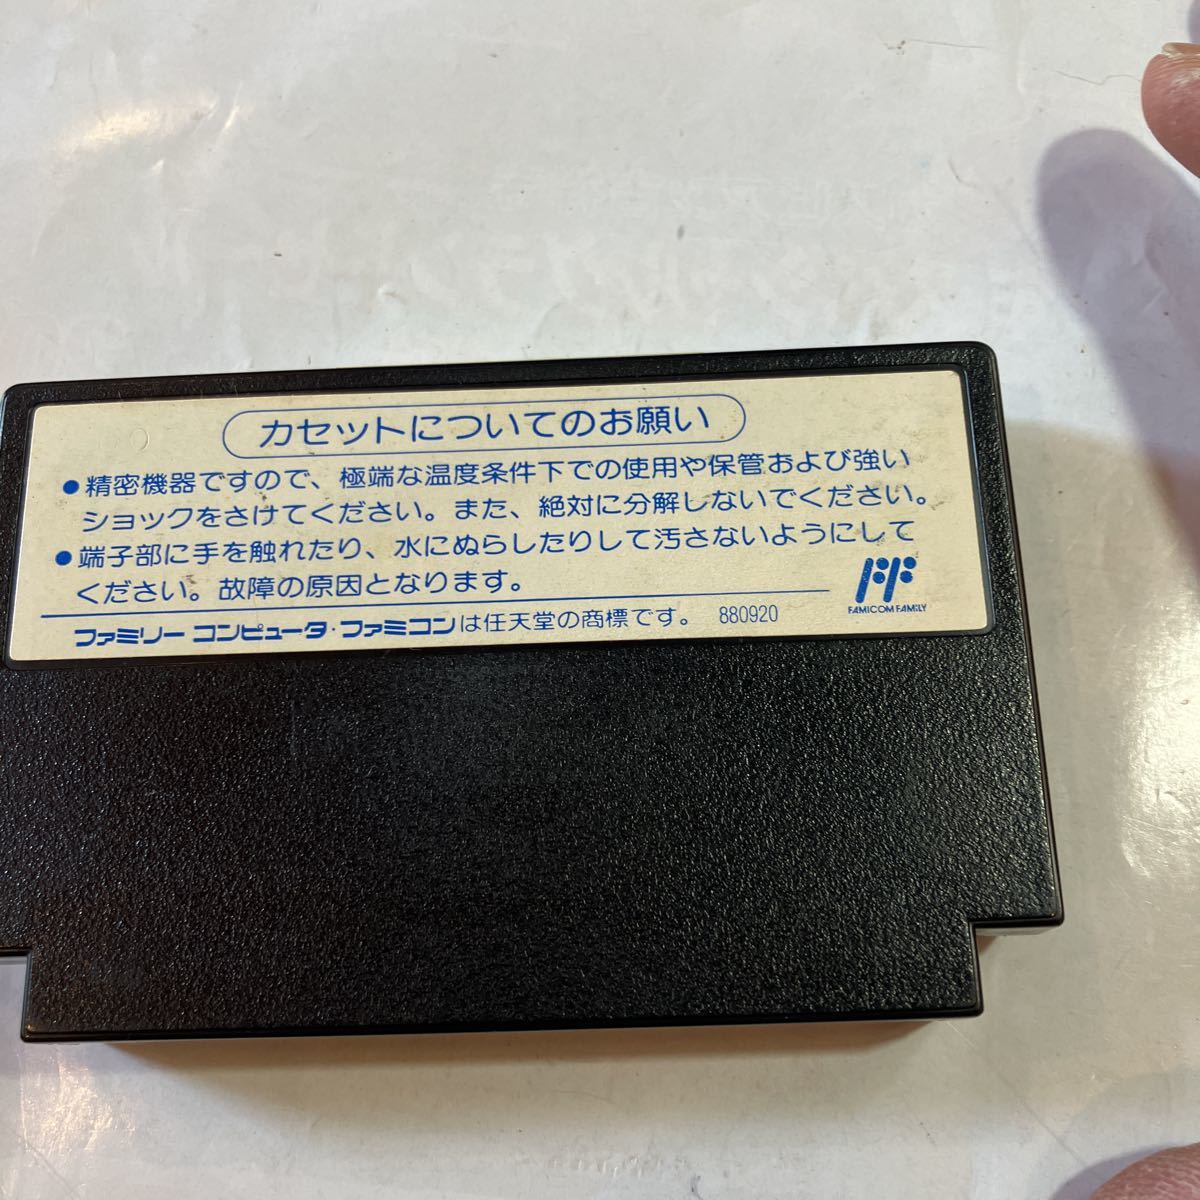 カセットについてのお願い
●精密機器ですので、極端な温度条件下での使用や保管および強い
ショックをさけてください。また、絶対に分解しないでください。
●端子部に手を触れたり、水にぬらしたりして汚さないようにして
ください。故障の原因となります。
FF
FAMICOM FAMILY
ファミリーコンピュータ・ファミコンは任天堂の商標です。 880920